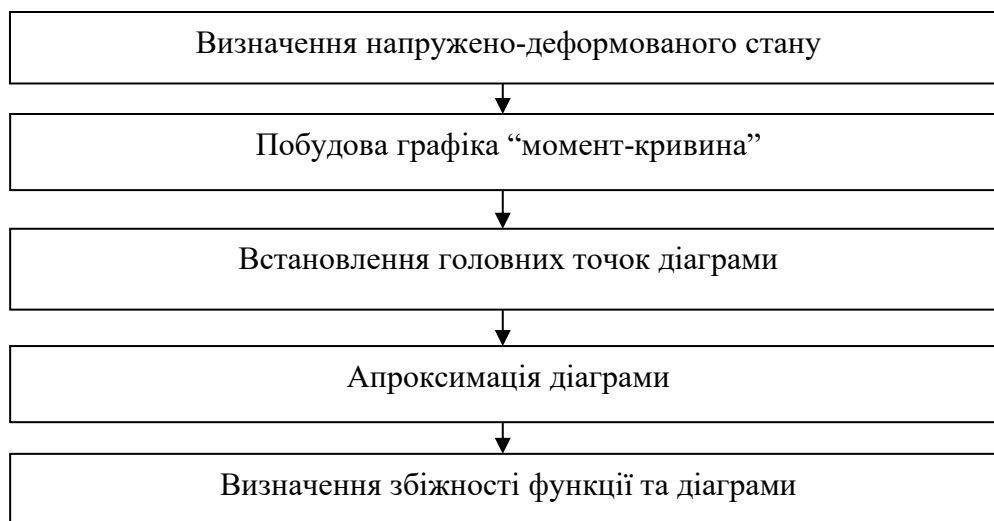 Визначення напружено-деформованого стану
Побудова графіка “момент-кривина”
Встановлення головних точок діаграми
Апроксимація діаграми
Визначення збіжності функції та діаграми